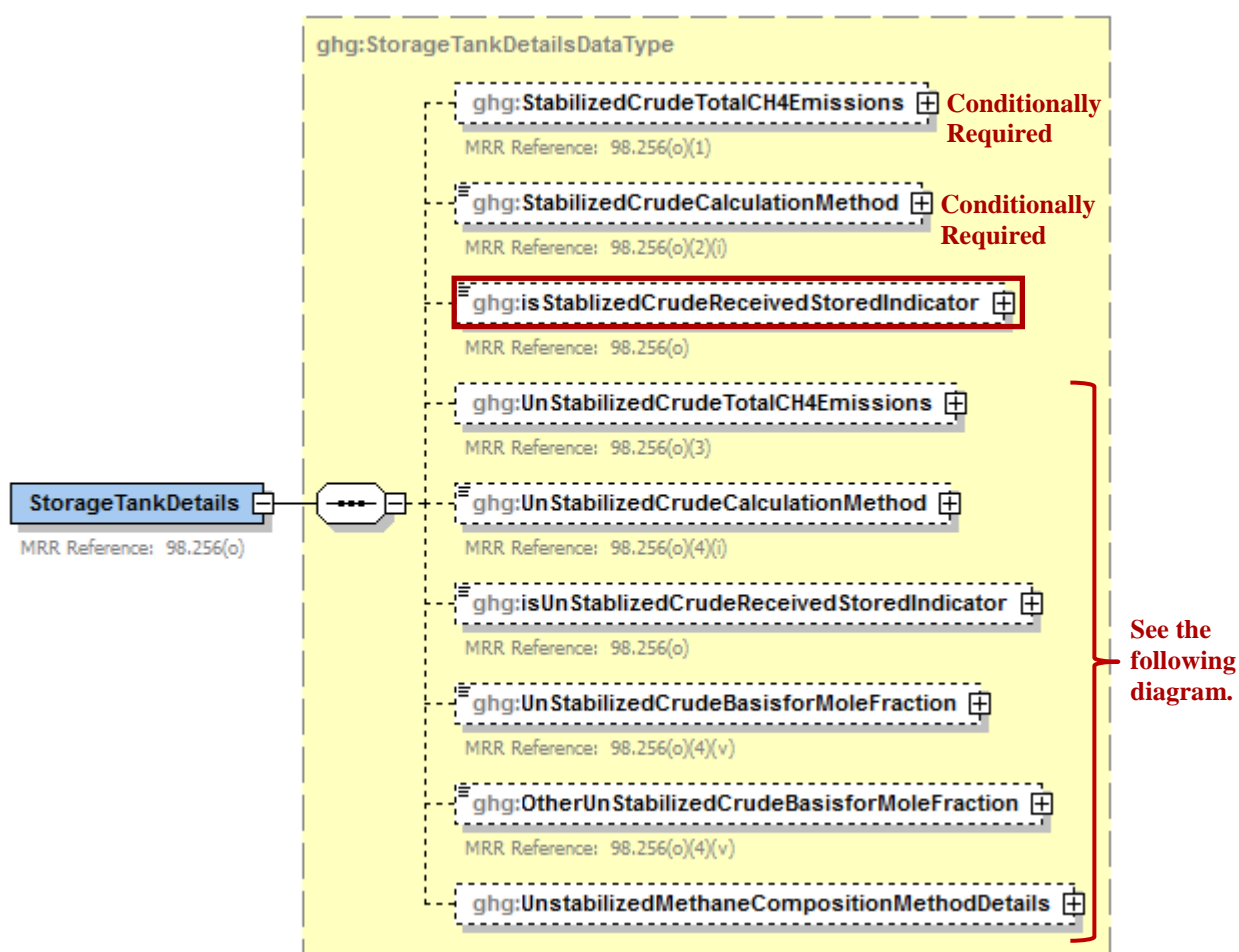 ghg:StorageTankDetailsDataType
ghg:StabilizedCrudeTotalCH4Emissions
Conditionally
Required
MRR Reference: 98.256(o)(1)
ghg:StabilizedCrudeCalculationMethod
Conditionally
Required
MRR Reference: 98.256(o)(2)(i)
ghg:isStablizedCrudeReceivedStoredIndicator
MRR Reference: 98.256(o)
ghg:UnStabilizedCrudeTotalCH4Emissions
MRR Reference: 98.256(o)(3)
StorageTankDetails
MRR Reference: 98.256(o)
ghg:UnStabilizedCrudeCalculationMethod
MRR Reference: 98.256(o)(4)(i)
ghg:isUnStablizedCrudeReceivedStoredIndicator
MRR Reference: 98.256(o)
See the
following
diagram.
ghg:UnStabilizedCrudeBasisforMoleFraction
MRR Reference: 98.256(o)(4)(v)
ghg:OtherUnStabilizedCrudeBasisforMoleFraction
MRR Reference: 98.256(o)(4)(v)
ghg:UnstabilizedMethaneCompositionMethodDetails